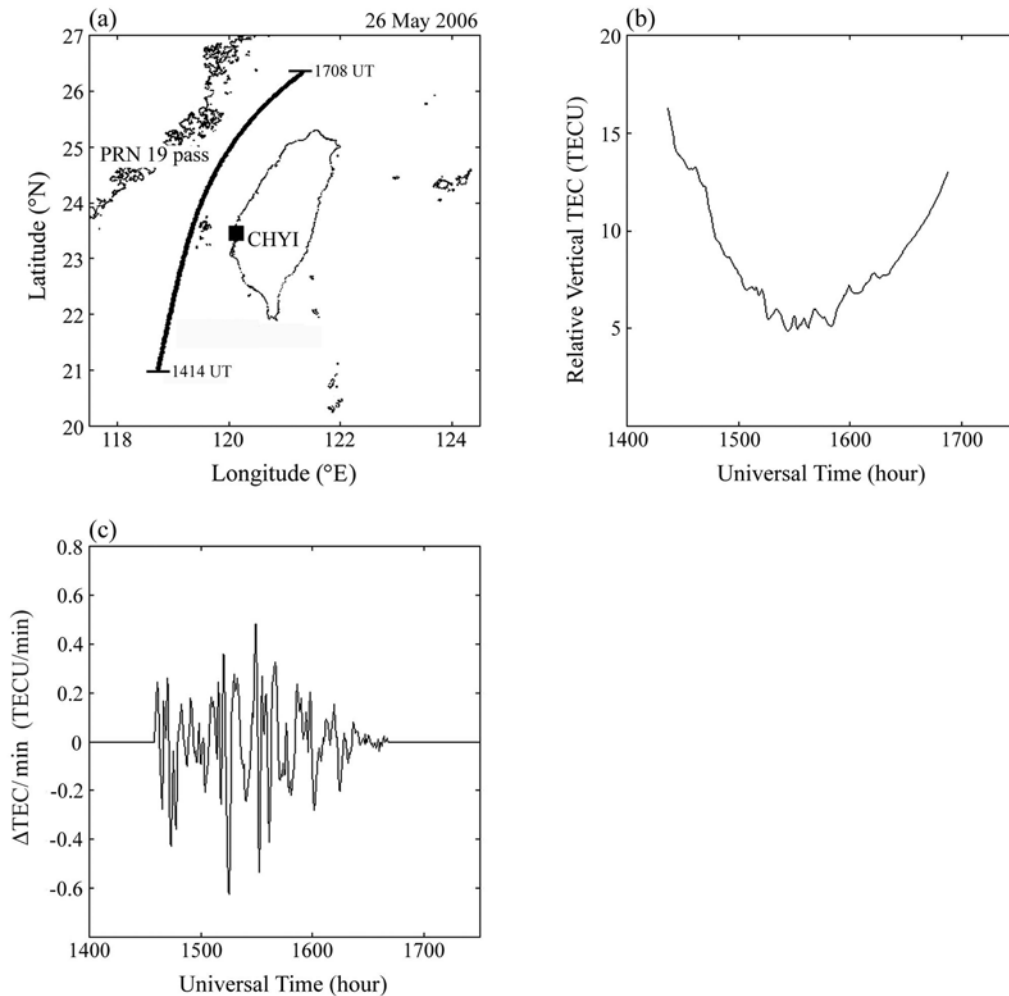 (a)
26 May 2006
27
26
25
24
23
22
21
20
Latitude (°N)
1708 UT
PRN 19 pass
CHYI
1414 UT
118
120
122
124
Longitude (°E)
(b)
20
15
10
5
Relative Vertical TEC (TECU)
1400
1500
1600
1700
Universal Time (hour)
(c)
0.8
0.6
0.4
0.2
0
-0.2
-0.4
-0.6
ΔTEC/min (TECU/min)
1400
1500
1600
1700
Universal Time (hour)